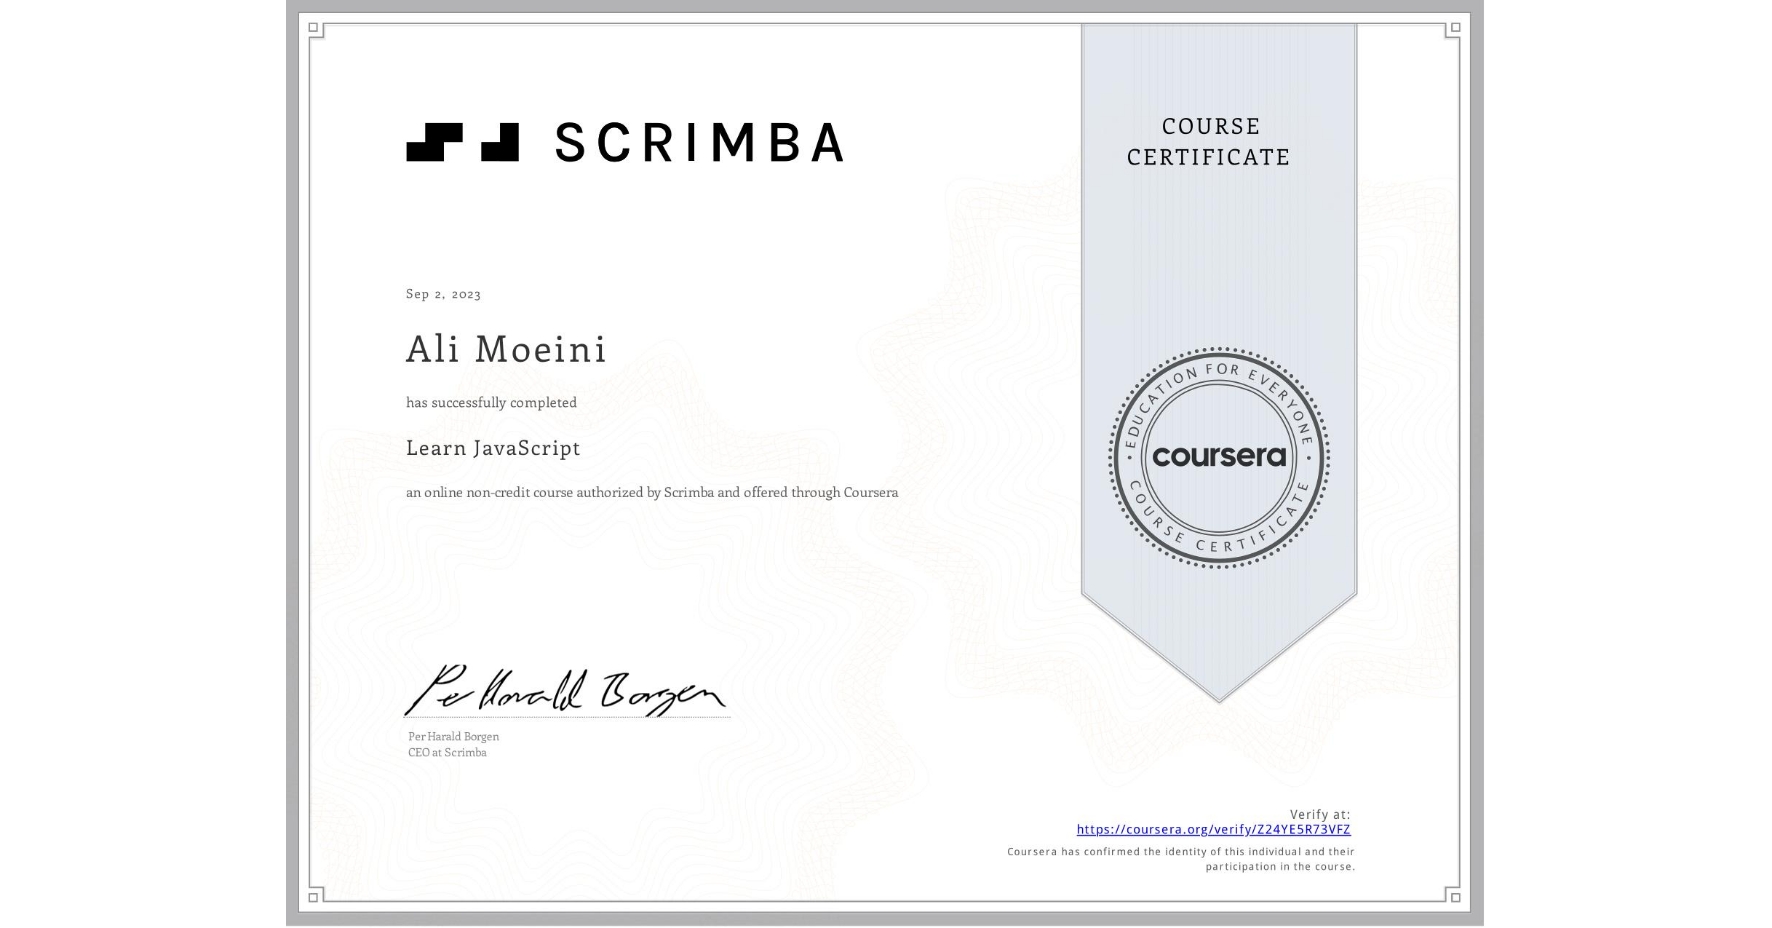 SCRIMBA
COURSE
CERTIFICATE
Sep 2, 2023
Ali Moeini
has successfully completed
Learn JavaScript
an online non-credit course authorized by Scrimba and offered through Coursera
EDUCATION FOR EVERYONE
coursera
COURSE CERTIFICATE
Per Harald Borgen
Per Harald Borgen
CEO at Scrimba
Verify at:
https://coursera.org/verify/Z24YE5R73VFZ
Coursera has confirmed the identity of this individual and their
participation in the course.